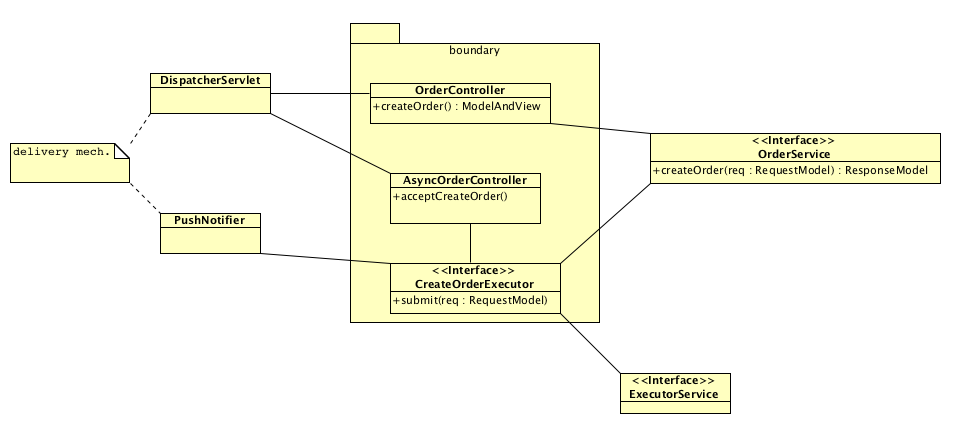 boundary
DispatcherServlet
OrderController
+createOrder() : ModelAndView
delivery mech.
<<Interface>>
OrderService
+createOrder(req : RequestModel) : ResponseModel
AsyncOrderController
+acceptCreateOrder()
PushNotifier
<<Interface>>
CreateOrderExecutor
+submit(req : RequestModel)
<<Interface>>
ExecutorService